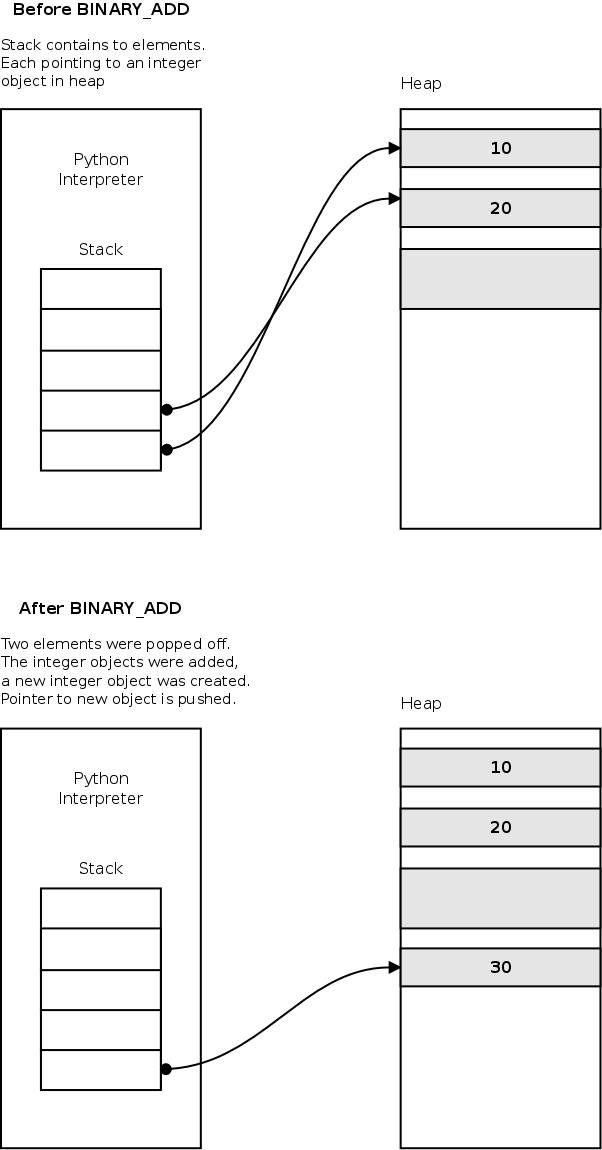 Before BINARY_ADD
Stack contains to elements.
Each pointing to an integer
object in heap
Heap
Python
Interpreter
Stack
10
20
After BINARY_ADD
Two elements were popped off.
The integer objects were added,
a new integer object was created.
Pointer to new object is pushed.
Heap
Python
Interpreter
Stack
10
20
30